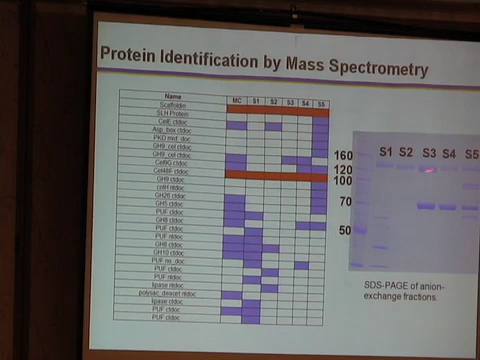 Protein Identification by Mass Spectrometry
Name MC S1 S2 S3 S4 S5
Scaffoldin
SLH Protein
CelE ctdoc
Asp_box ctdoc
PKD mid_doc
GH9_cel ctdoc
GH9_cel ctdoc
Cel9G ctdoc
Cel48F ctdoc
GH9 ctdoc
celH ntdoc
GH26 ctdoc
GH5 ctdoc
PUF ctdoc
GH8 ctdoc
PUF ctdoc
PUF ntdoc
GH8 ctdoc
GH10 ctdoc
PUF no_doc
PUF ctdoc
PUF ntdoc
lipase ntdoc
polysac_deacet ntdoc
lipase ctdoc
PUF ctdoc
PUF ctdoc
S1 S2 S3 S4 S5
160
120
100
70
50
SDS-PAGE of anion-
exchange fractions.